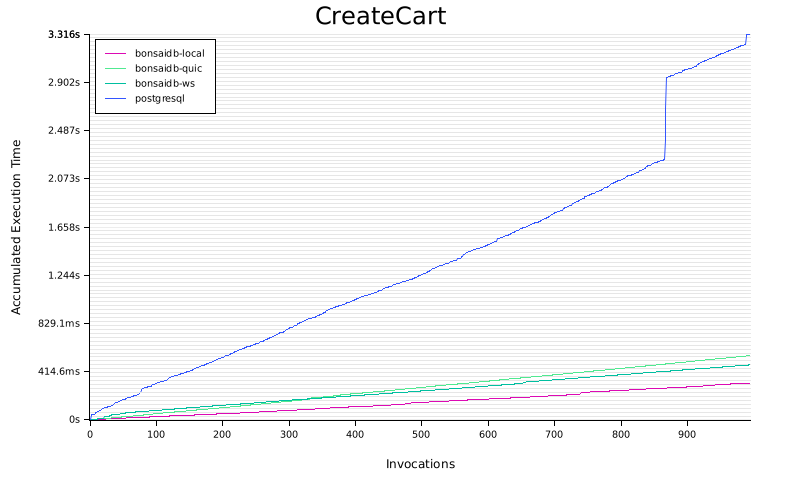 CreateCart
3.316s
bonsaidb-local
bonsaidb-quic
bonsaidb-ws
postgresql
2.902s
2.487s
2.073s
1.658s
1.244s
829.1ms
414.6ms
0s
Accumulated Execution Time
0 100 200 300 400 500 600 700 800 900
Invocations